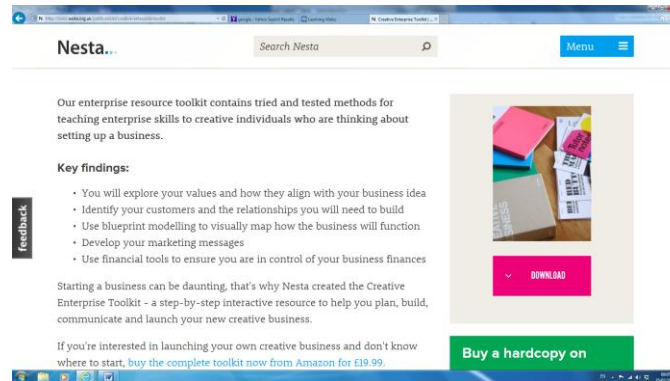 Nesta...
Search Nesta
Menu
Our enterprise resource toolkit contains tried and tested methods for
teaching enterprise skills to creative individuals who are thinking about
setting up a business.
Key findings:
• You will explore your values and how they align with your business idea
• Identify your customers and the relationships you will need to build
• Use blueprint modelling to visually map how the business will function
• Develop your marketing messages
• Use financial tools to ensure you are in control of your business finances
Starting a business can be daunting, that's why Nesta created the Creative
Enterprise Toolkit - a step-by-step interactive resource to help you plan, build,
communicate and launch your new creative business.
If you're interested in launching your own creative business and don't know
where to start, buy the complete toolkit now from Amazon for £19.99.
feedback
DOWNLOAD
Buy a hardcopy on